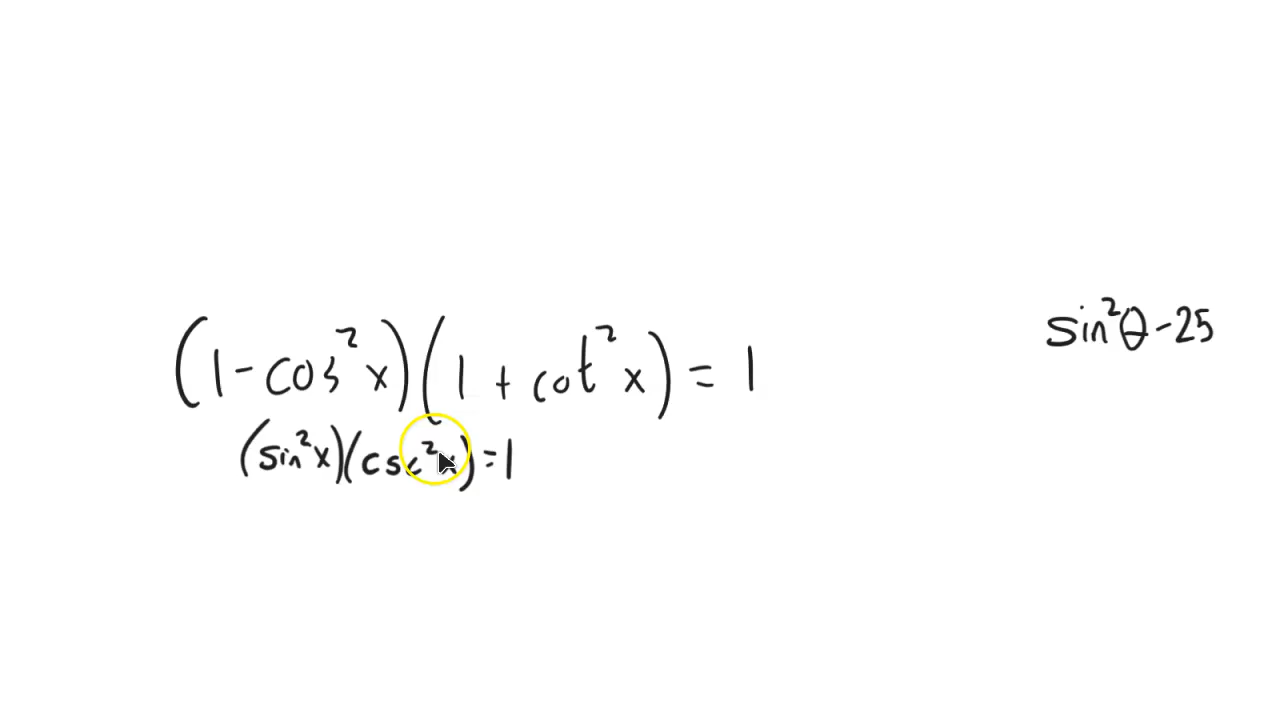 (1 - cos²x)(1 + cot²x) = 1
(sin²x)(csc²x) = 1
sin²θ - 25